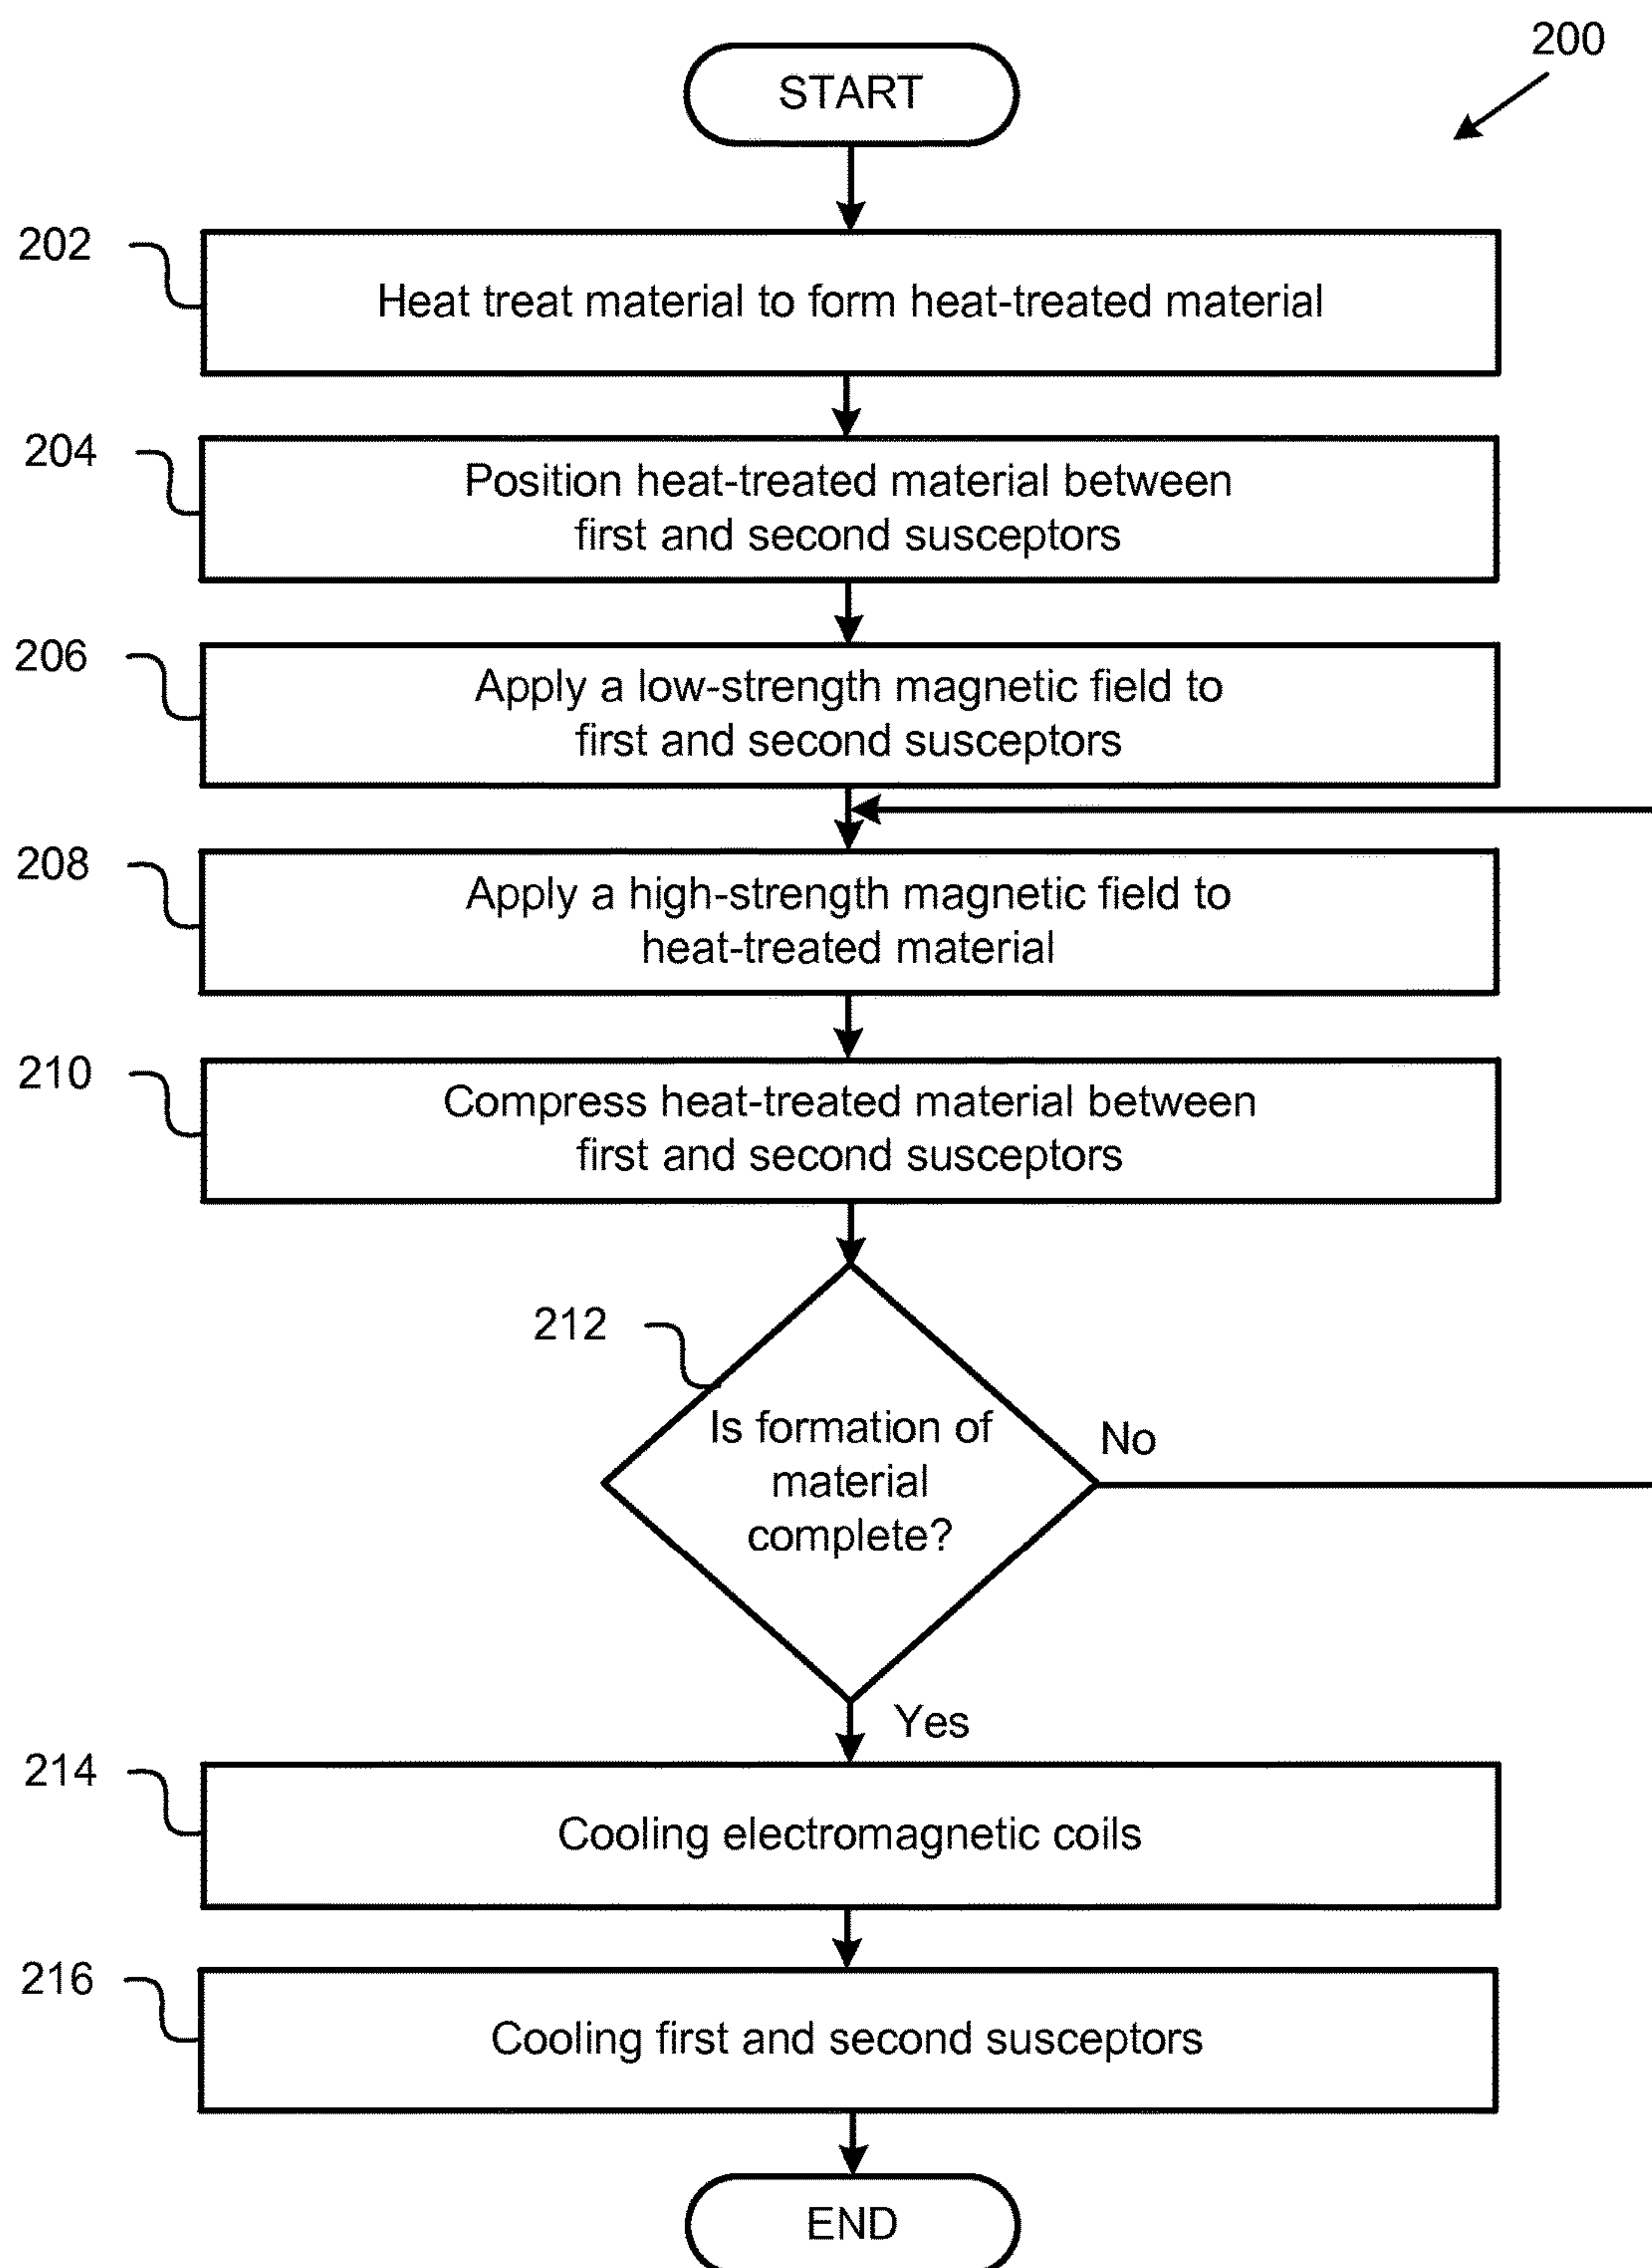 200
START
202
Heat treat material to form heat-treated material
204
Position heat-treated material between
first and second susceptors
206
Apply a low-strength magnetic field to
first and second susceptors
208
Apply a high-strength magnetic field to
heat-treated material
210
Compress heat-treated material between
first and second susceptors
212
Is formation of
material
complete?
No
Yes
214
Cooling electromagnetic coils
216
Cooling first and second susceptors
END